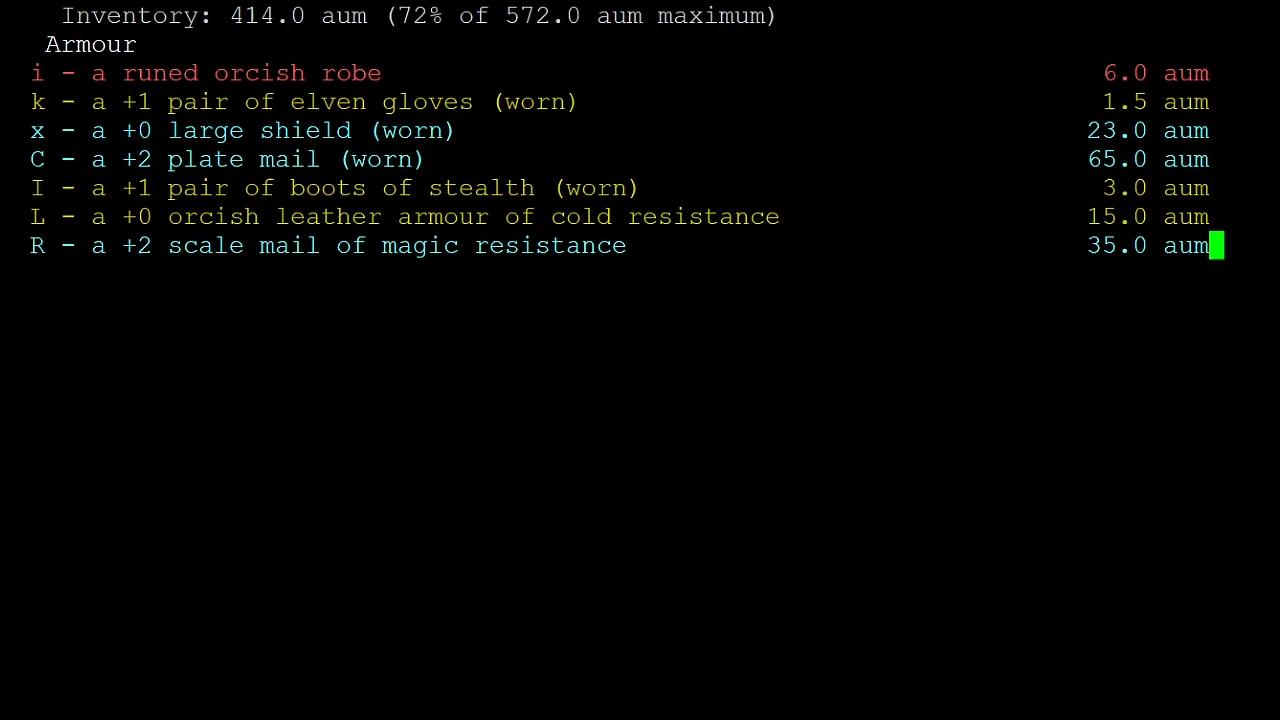 Inventory: 414.0 aum (72% of 572.0 aum maximum)
Armour
i - a runed orcish robe 6.0 aum
k - a +1 pair of elven gloves (worn) 1.5 aum
x - a +0 large shield (worn) 23.0 aum
C - a +2 plate mail (worn) 65.0 aum
I - a +1 pair of boots of stealth (worn) 3.0 aum
L - a +0 orcish leather armour of cold resistance 15.0 aum
R - a +2 scale mail of magic resistance 35.0 aum